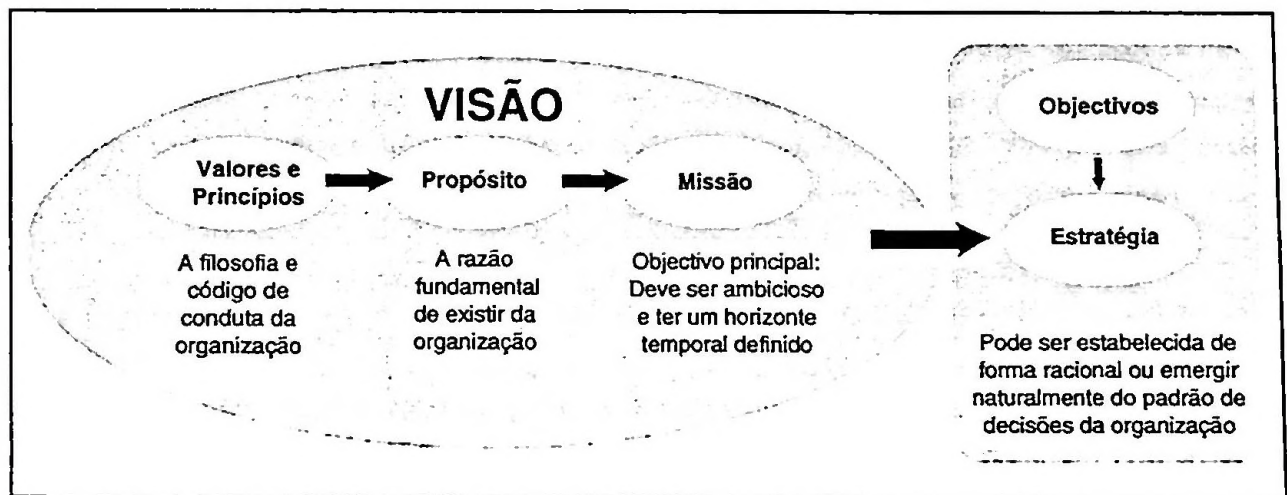 VISÃO
Valores e
Princípios
Propósito
Missão
A filosofia e
código de
conduta da
organização
A razão
fundamental
de existir da
organização
Objectivo principal:
Deve ser ambicioso
e ter um horizonte
temporal definido
Objectivos
Estratégia
Pode ser estabelecida de
forma racional ou emergir
naturalmente do padrão de
decisões da organização